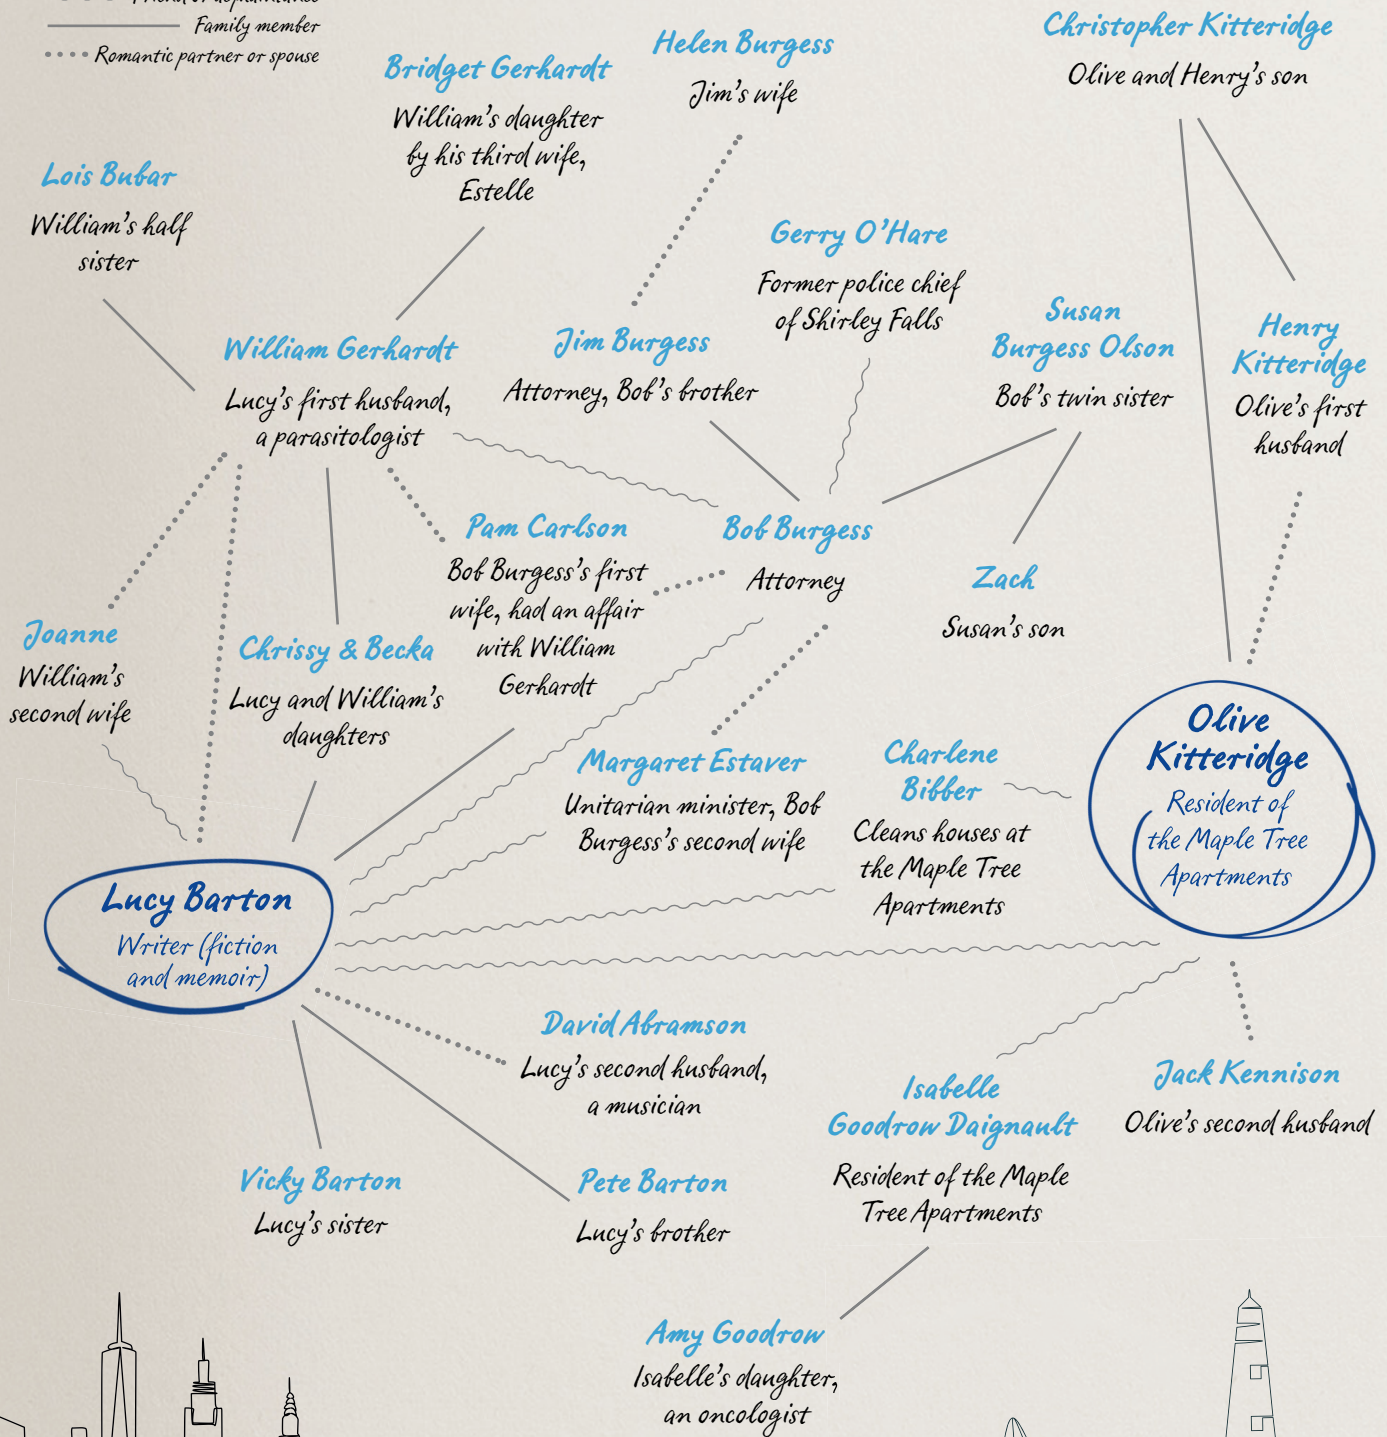 Friend or acquaintance
Family member
Romantic partner or spouse
Christopher Kitteridge
Olive and Henry's son
Helen Burgess
Jim's wife
Bridget Gerhardt
William's daughter
by his third wife,
Estelle
Lois Bubar
William's half
sister
Gerry O'Hare
Former police chief
of Shirley Falls
Susan
Burgess Olson
Bob's twin sister
Henry
Kitteridge
Olive's first
husband
William Gerhardt
Lucy's first husband,
a parasitologist
Jim Burgess
Attorney, Bob's brother
Pam Carlson
Bob Burgess's first
wife, had an affair
with William
Gerhardt
Bob Burgess
Attorney
Zach
Susan's son
Joanne
William's
second wife
Chrissy & Becka
Lucy and William's
daughters
Margaret Estaver
Unitarian minister, Bob
Burgess's second wife
Charlene
Bibber
Cleans houses at
the Maple Tree
Apartments
Olive
Kitteridge
Resident of
the Maple Tree
Apartments
Lucy Barton
Writer (fiction
and memoir)
David Abramson
Lucy's second husband,
a musician
Isabelle
Goodrow Daignault
Resident of the Maple
Tree Apartments
Jack Kennison
Olive's second husband
Vicky Barton
Lucy's sister
Pete Barton
Lucy's brother
Amy Goodrow
Isabelle's daughter,
an oncologist